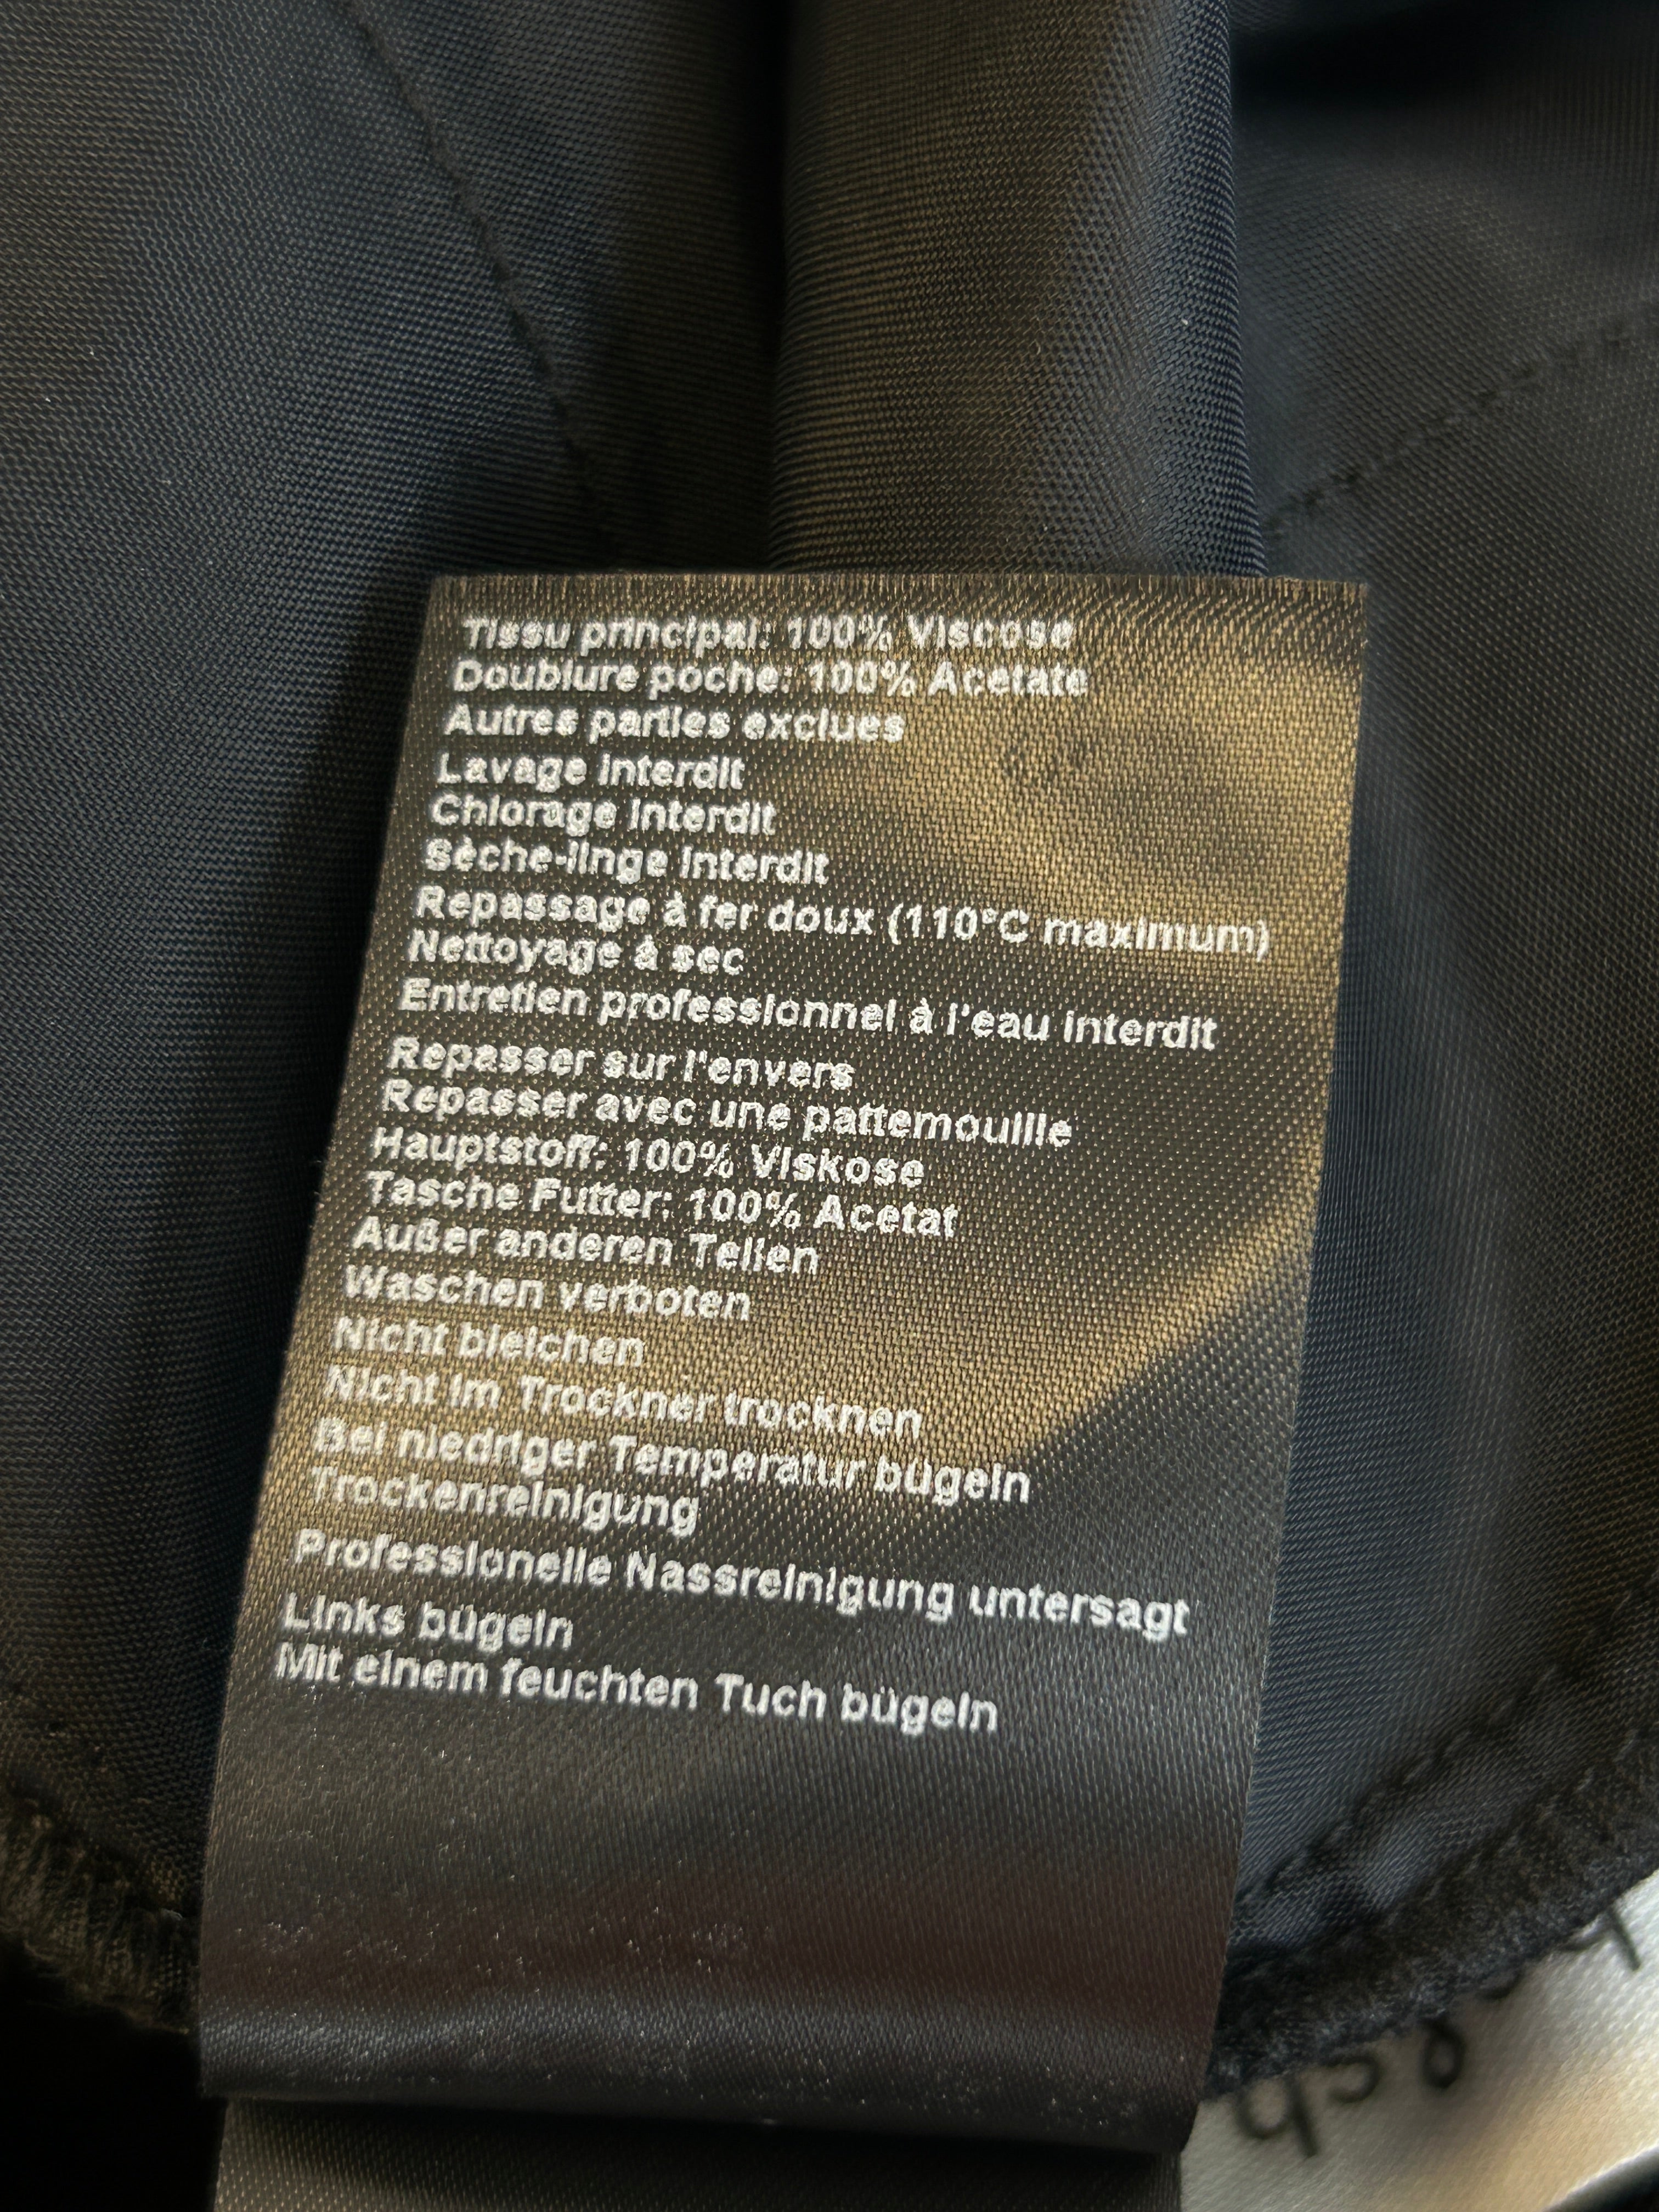 Tissu principal: 100% Viscose
Doublure poche: 100% Acetate
Autres parties exclues
Lavage interdit
Chlorage interdit
Sèche-linge interdit
Repassage à fer doux (110°C maximum)
Nettoyage à sec
Entretien professionnel à l'eau interdit
Repasser sur l'envers
Repasser avec une pattemouille
Hauptstoff: 100% Viskose
Tasche Futter: 100% Acetat
Außer anderen Teilen
Waschen verboten
Nicht bleichen
Nicht im Trockner trocknen
Bei niedriger Temperatur bügeln
Trockenreinigung
Professionelle Nassreinigung untersagt
Links bügeln
Mit einem feuchten Tuch bügeln